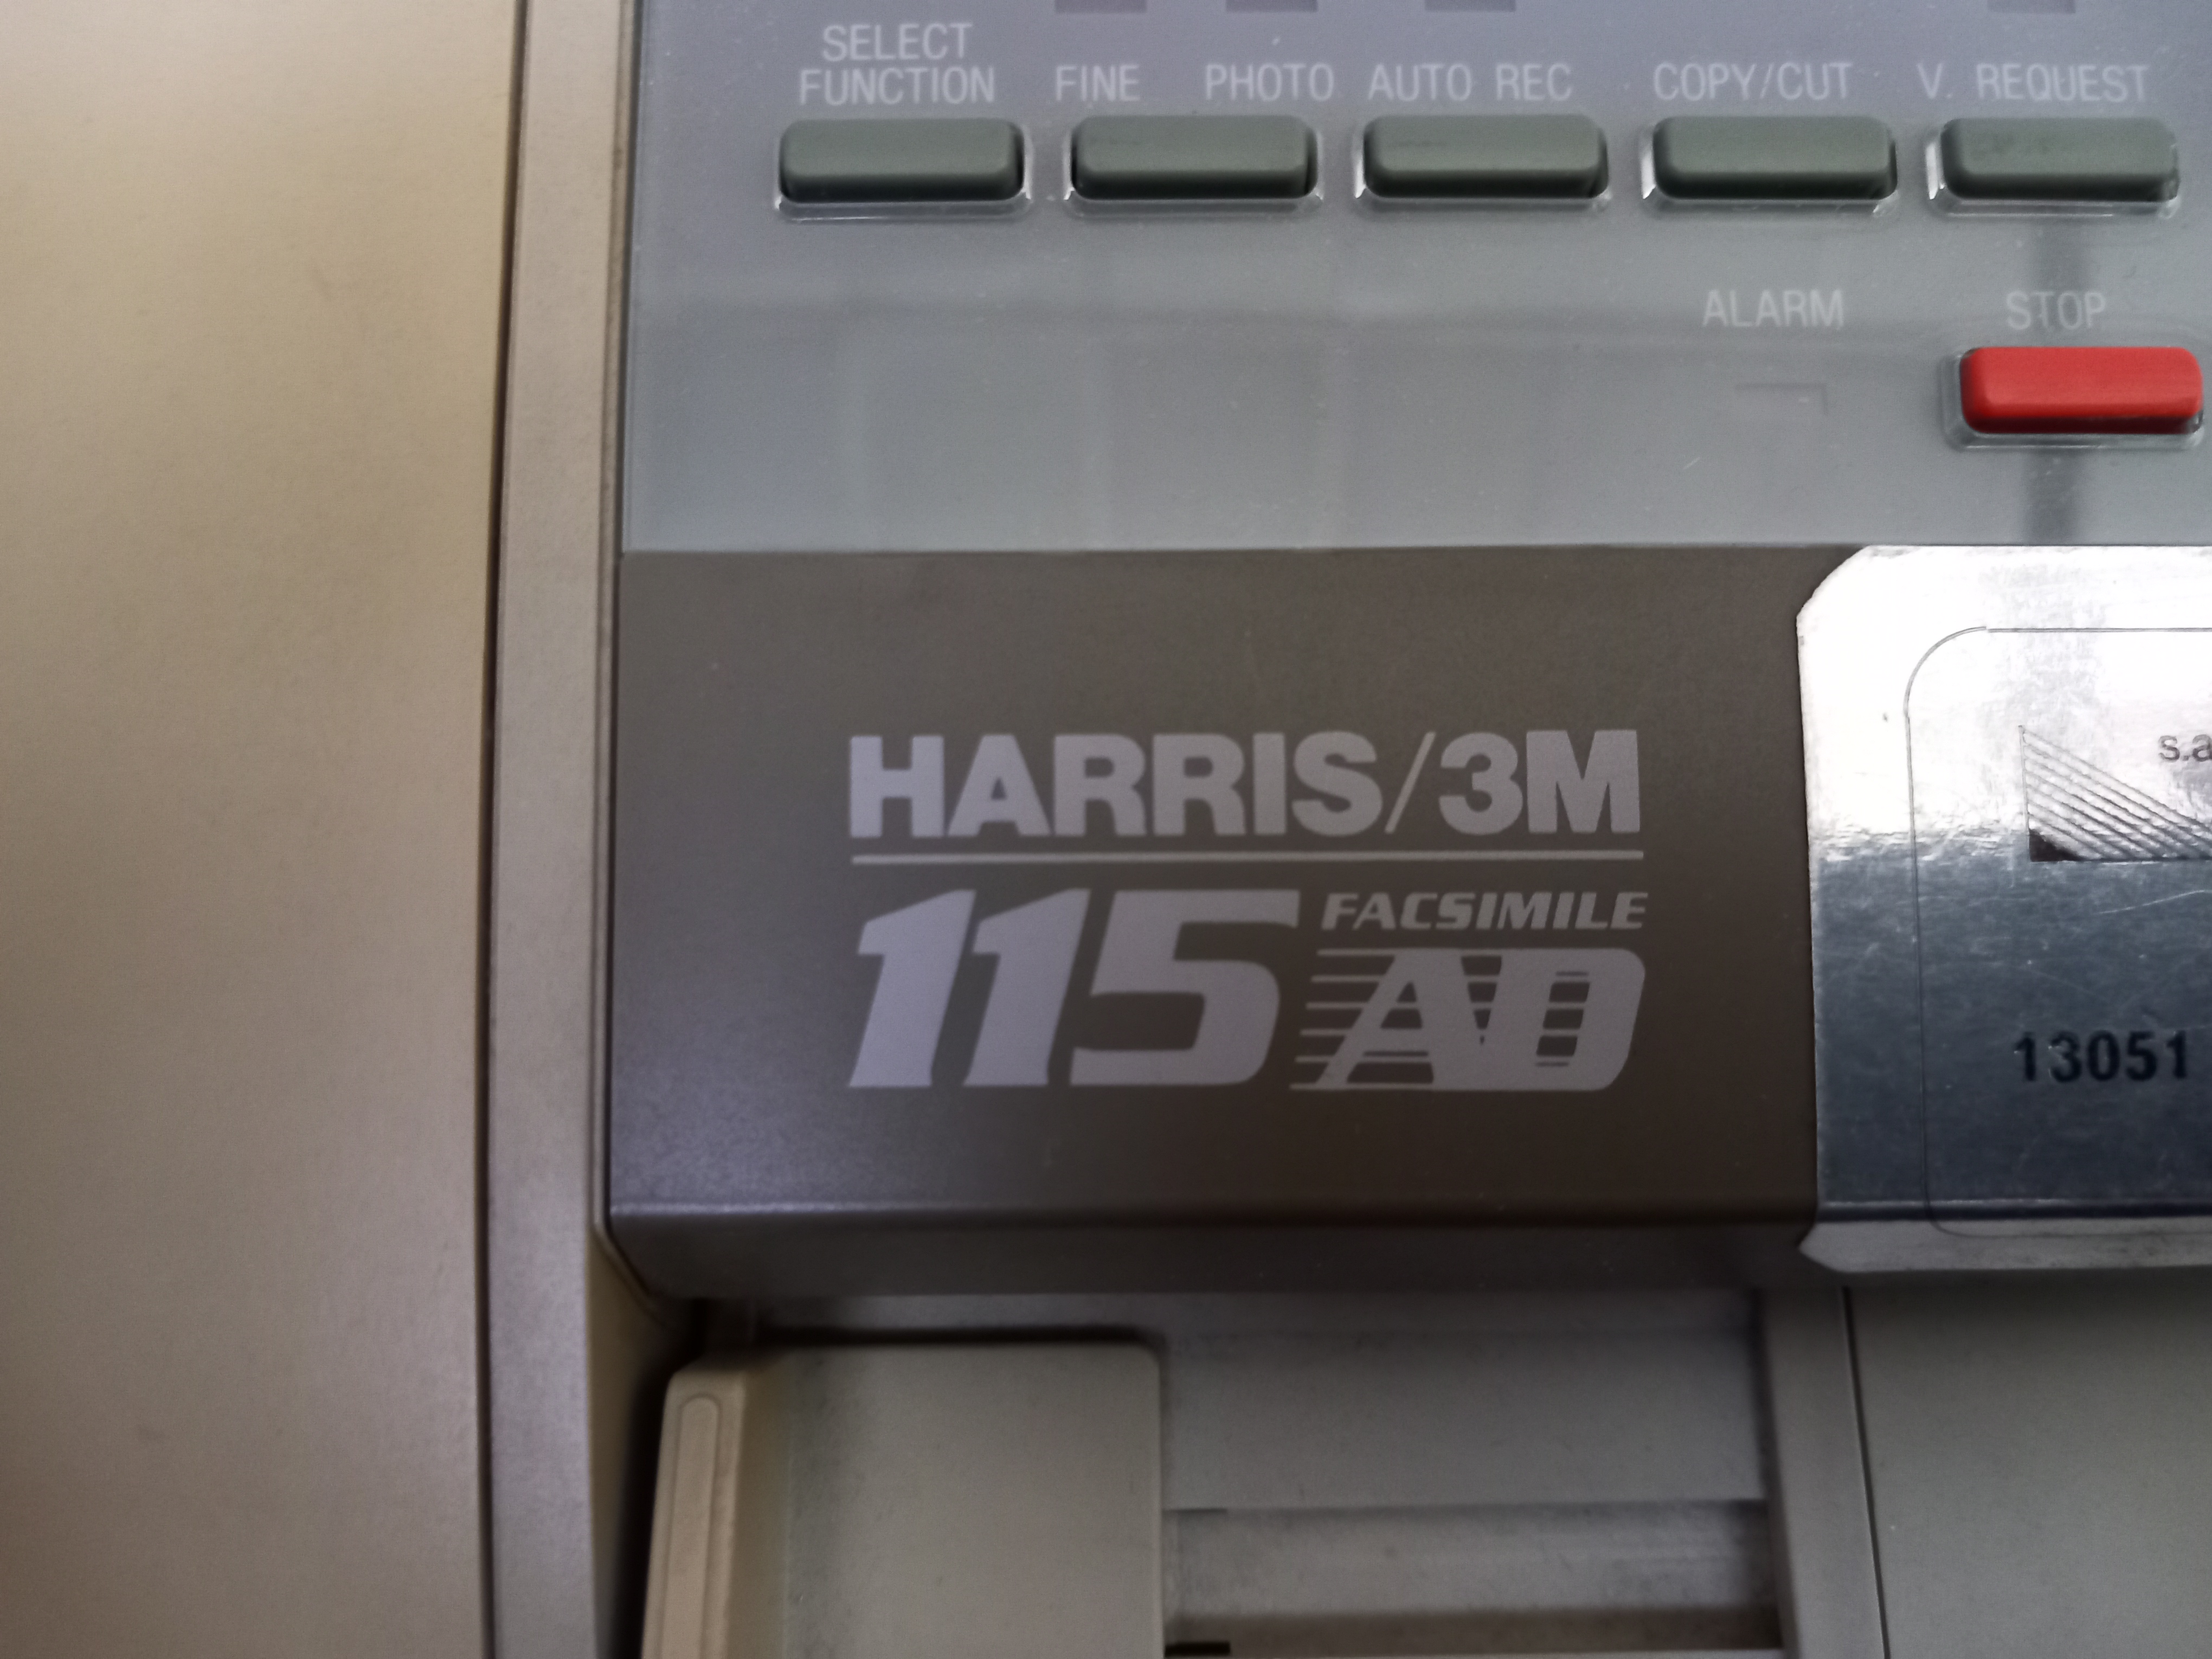 SELECT
FUNCTION FINE PHOTO AUTO REC COPY/CUT V. REQUEST
ALARM STOP
HARRIS/3M
115 FACSIMILE
AD
s.a
13051